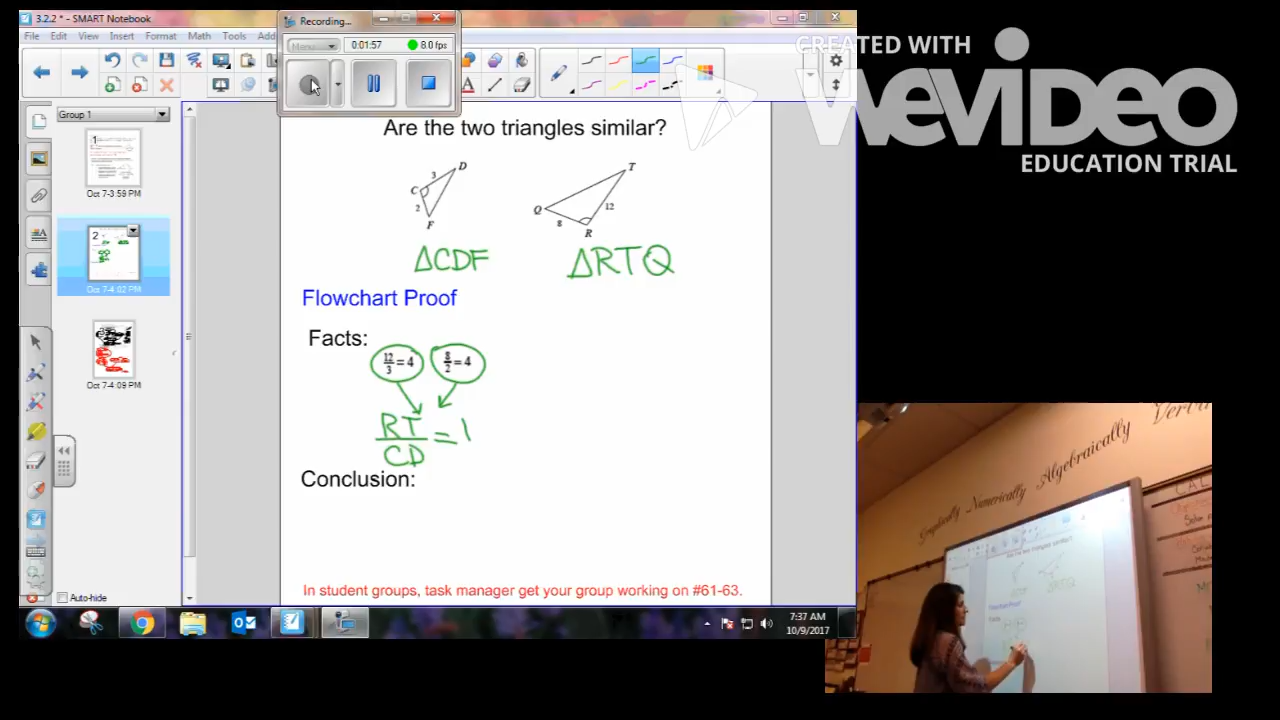 3.2.2 * - SMART Notebook
Recording...
CREATED WITH
WeVIDEO
EDUCATION TRIAL
File Edit View Insert Format Math Tools Add
Menu 0:01:57 8.0 fps
Group 1
Are the two triangles similar?
D
3
C
2
F
T
Q
12
8
R
Oct 7-3:59 PM
ΔCDF ΔRTQ
2
Oct 7-4:02 PM
Flowchart Proof
Facts:
12/3 = 4 8/2 = 4
Oct 7-4:09 PM
RT/CD = 1
Conclusion:
In student groups, task manager get your group working on #61-63.
Auto-hide
7:37 AM
10/9/2017
Graphically Numerically Algebraically